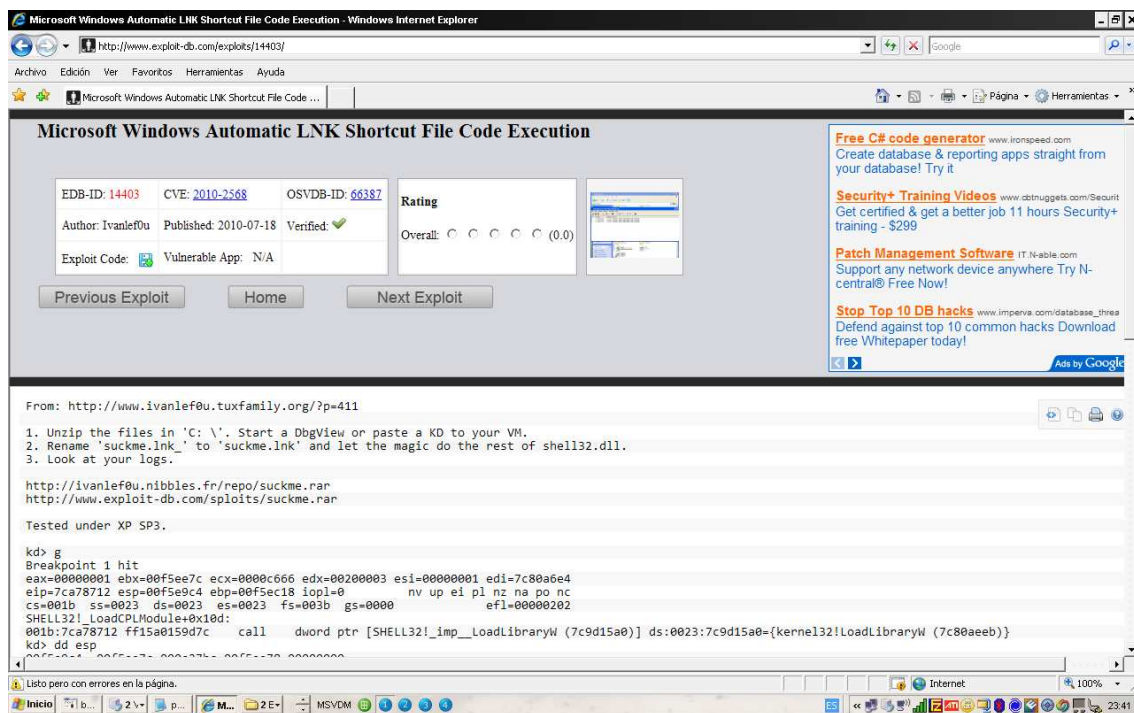 Microsoft Windows Automatic LNK Shortcut File Code Execution - Windows Internet Explorer
http://www.exploit-db.com/exploits/14403/
Google
Archivo Edición Ver Favoritos Herramientas Ayuda
Microsoft Windows Automatic LNK Shortcut File Code ...
Página Herramientas
Microsoft Windows Automatic LNK Shortcut File Code Execution
EDB-ID: 14403 CVE: 2010-2568 OSVDB-ID: 66387
Author: Ivanlef0u Published: 2010-07-18 Verified:
Exploit Code: Vulnerable App: N/A
Rating
Overall: (0.0)
Previous Exploit Home Next Exploit
Free C# code generator www.ironspeed.com
Create database & reporting apps straight from
your database! Try it
Security+ Training Videos www.cbtnuggets.com/Securit
Get certified & get a better job 11 hours Security+
training - $299
Patch Management Software IT.N-able.com
Support any network device anywhere Try N-
central® Free Now!
Stop Top 10 DB hacks www.imperva.com/database_threa
Defend against top 10 common hacks Download
free Whitepaper today!
Ads by Google
From: http://www.ivanlef0u.tuxfamily.org/?p=411
1. Unzip the files in 'C: \'. Start a DbgView or paste a KD to your VM.
2. Rename 'suckme.lnk_' to 'suckme.lnk' and let the magic do the rest of shell32.dll.
3. Look at your logs.
http://ivanlef0u.nibbles.fr/repo/suckme.rar
http://www.exploit-db.com/sploits/suckme.rar
Tested under XP SP3.
kd> g
Breakpoint 1 hit
eax=00000001 ebx=00f5ee7c ecx=0000c666 edx=00200003 esi=00000001 edi=7c80a6e4
eip=7ca78712 esp=00f5e9c4 ebp=00f5ec18 iopl=0 nv up ei pl nz na po nc
cs=001b ss=0023 ds=0023 es=0023 fs=003b gs=0000 efl=00000202
SHELL32!_LoadCPLModule+0x10d:
001b:7ca78712 ff15a0159d7c call dword ptr [SHELL32!_imp__LoadLibraryW (7c9d15a0)] ds:0023:7c9d15a0={kernel32!LoadLibraryW (7c80aeeb)}
kd> dd esp
Listo pero con errores en la página.
Internet 100%
Inicio b... 2 p... M... 2 E MSVDM 1 2 3 4 ES 23:41